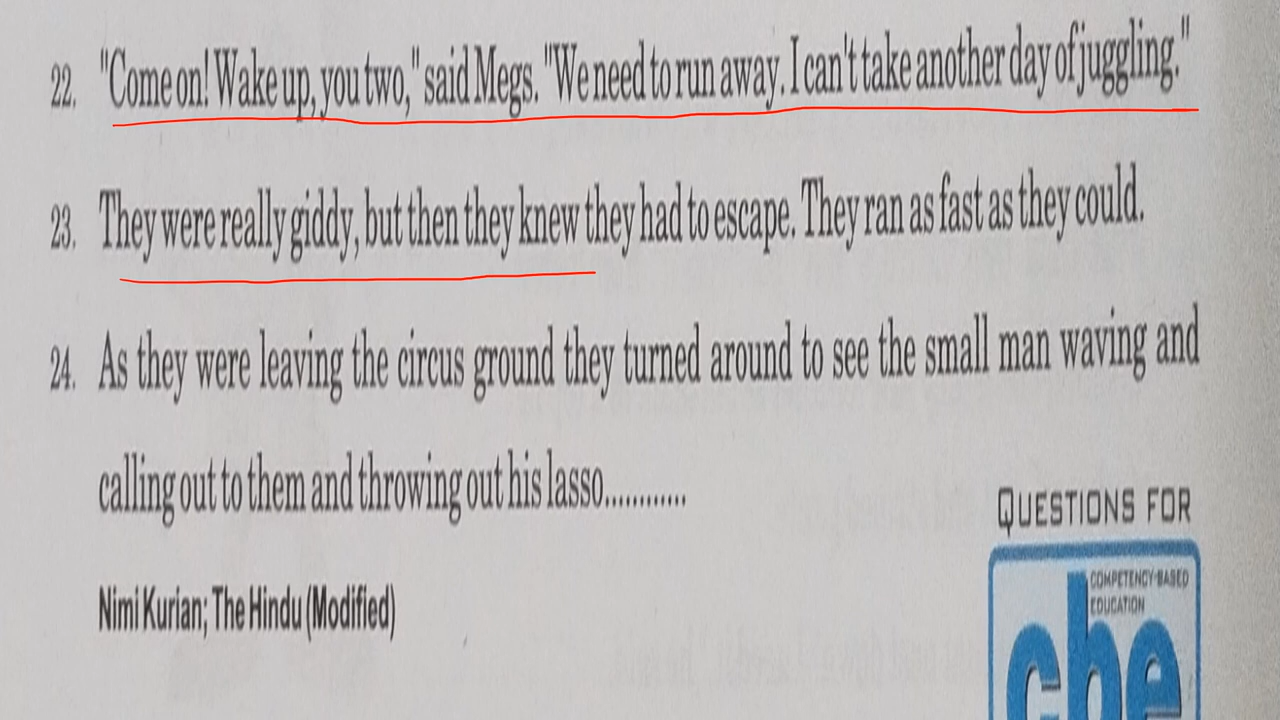 22. "Come on! Wake up, you two," said Megs. "We need to run away. I can't take another day of juggling."
23. They were really giddy, but then they knew they had to escape. They ran as fast as they could.
24. As they were leaving the circus ground they turned around to see the small man waving and
calling out to them and throwing out his lasso............
QUESTIONS FOR
COMPETENCY-BASED
EDUCATION
cbe
Nimi Kurian; The Hindu (Modified)